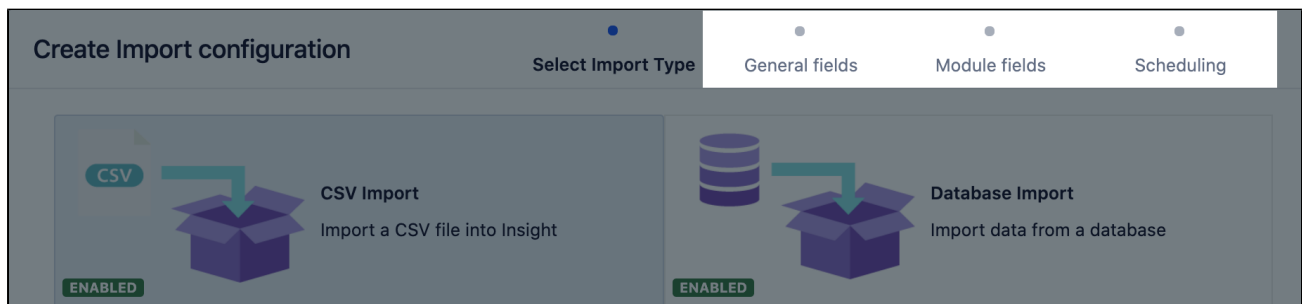 Create Import configuration
Select Import Type
General fields
Module fields
Scheduling
CSV
CSV Import
Import a CSV file into Insight
ENABLED
Database Import
Import data from a database
ENABLED